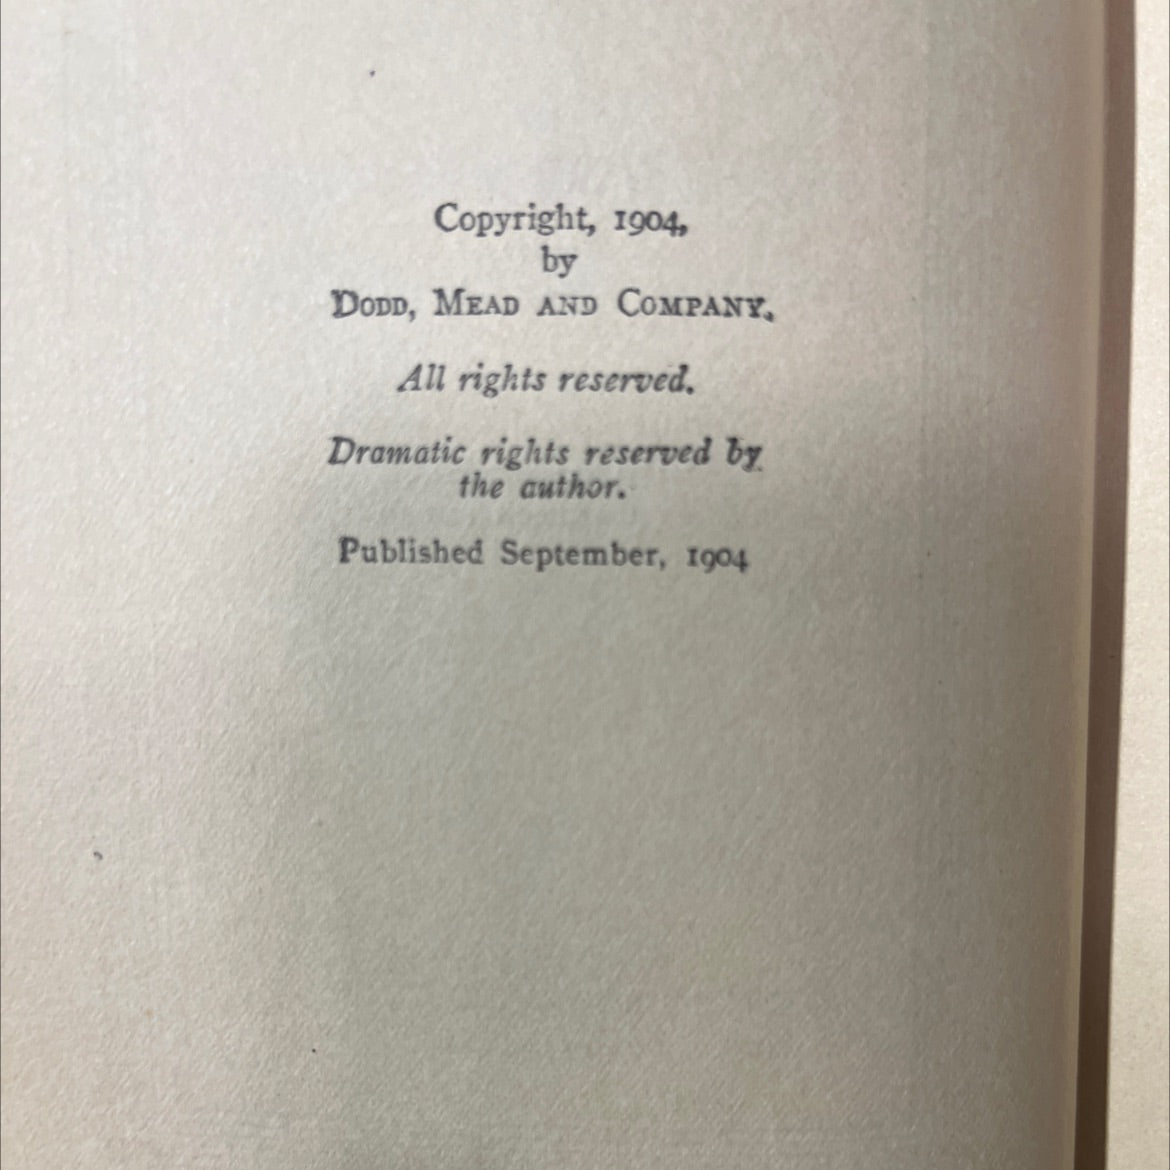 Copyright, 1904,
by
DODD, MEAD AND COMPANY.
All rights reserved.
Dramatic rights reserved by
the author.
Published September, 1904